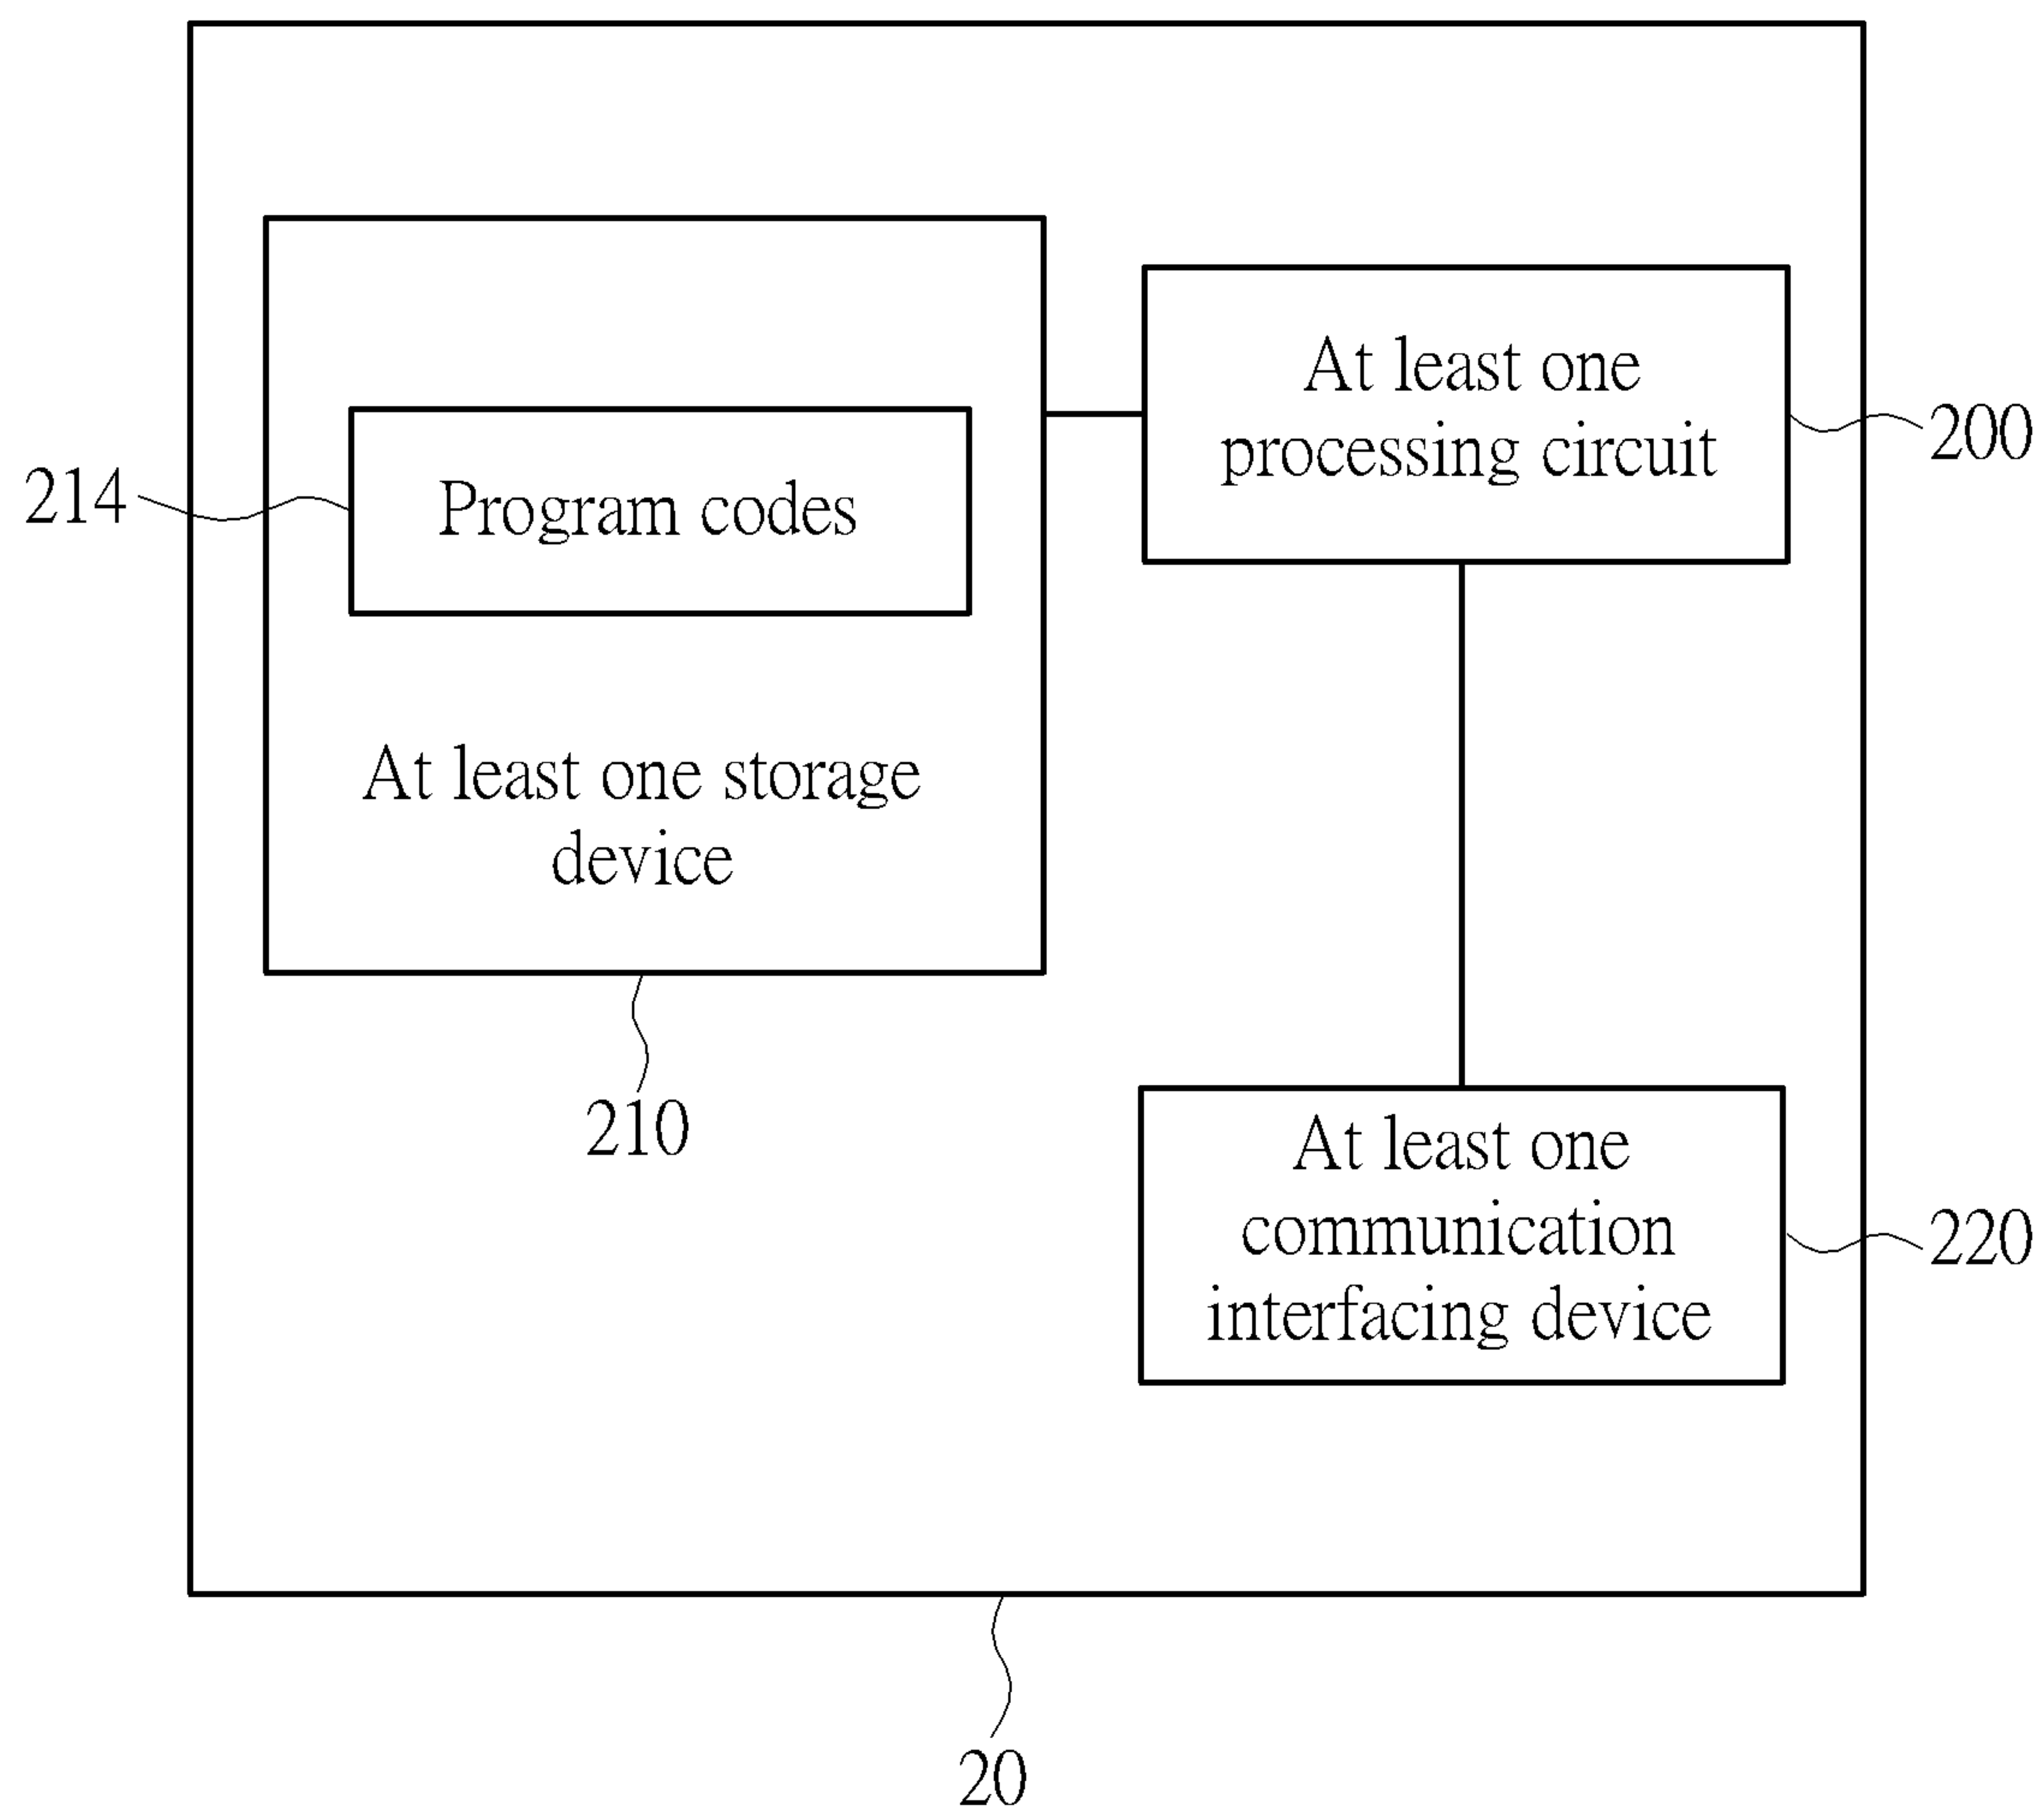 At least one
processing circuit
200
214
Program codes
At least one storage
device
210
At least one
communication
interfacing device
220
20